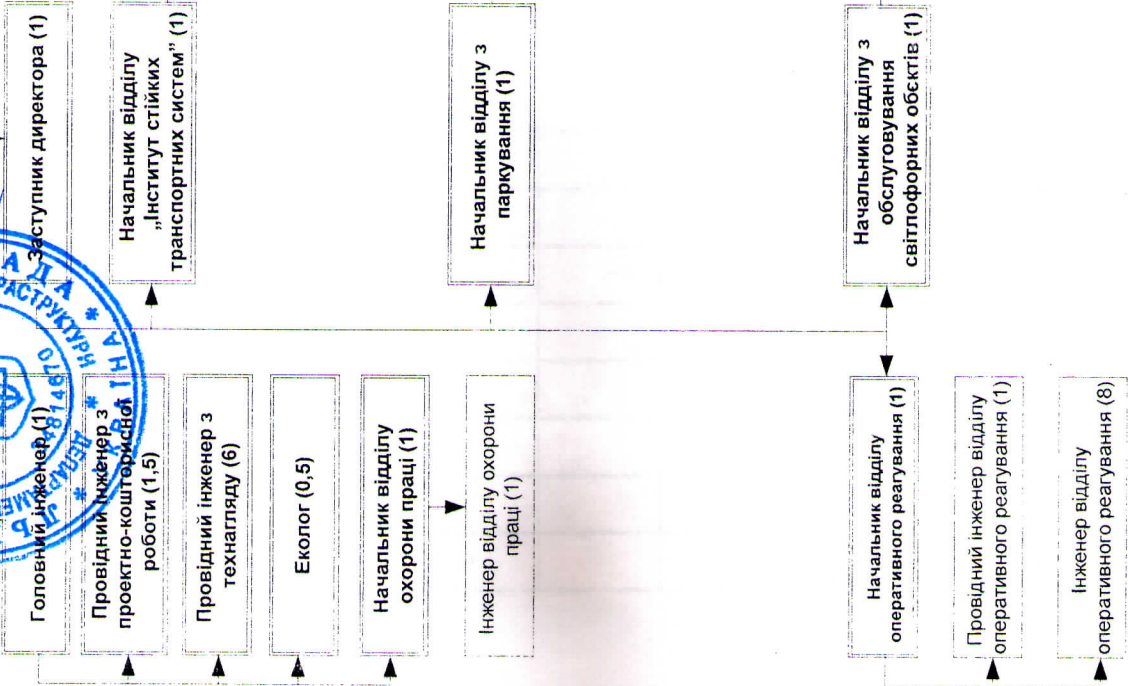 Заступник директора (1)
Начальник відділу
„Інститут стійких
транспортних систем” (1)
Начальник відділу з
паркування (1)
Начальник відділу з
обслуговування
світлофорних обєктів (1)
Головний інженер (1)
Провідний інженер з
проектно-кошторисної
роботи (1,5)
Провідний інженер з
технагляду (6)
Еколог (0,5)
Начальник відділу
охорони праці (1)
Інженер відділу охорони
праці (1)
Начальник відділу
оперативного реагування (1)
Провідний інженер відділу
оперативного реагування (1)
Інженер відділу
оперативного реагування (8)